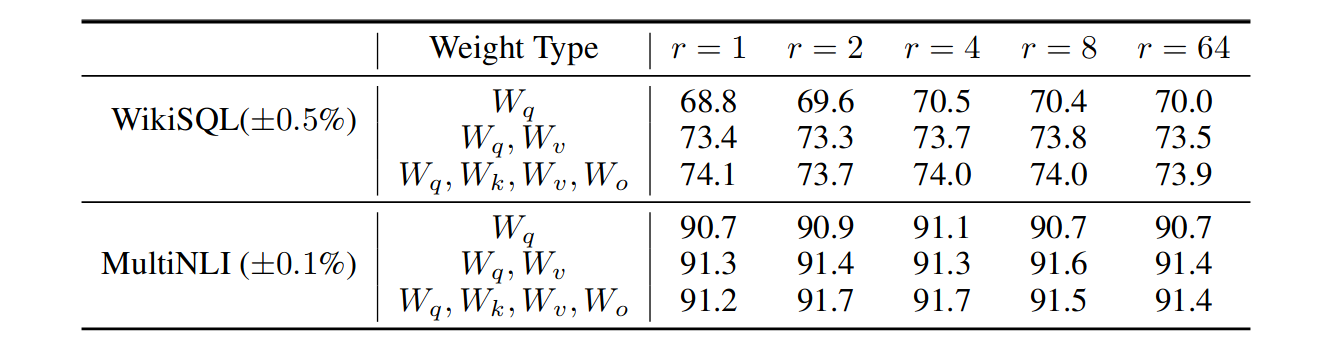 Weight Type r = 1 r = 2 r = 4 r = 8 r = 64
WikiSQL(±0.5%)
W_q 68.8 69.6 70.5 70.4 70.0
W_q, W_v 73.4 73.3 73.7 73.8 73.5
W_q, W_k, W_v, W_o 74.1 73.7 74.0 74.0 73.9
MultiNLI (±0.1%)
W_q 90.7 90.9 91.1 90.7 90.7
W_q, W_v 91.3 91.4 91.3 91.6 91.4
W_q, W_k, W_v, W_o 91.2 91.7 91.7 91.5 91.4